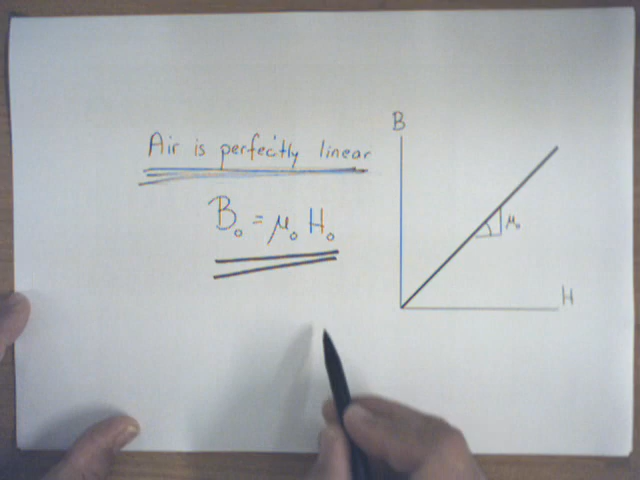 Air is perfectly linear
B₀ = μ₀ H₀
B
μ₀
H